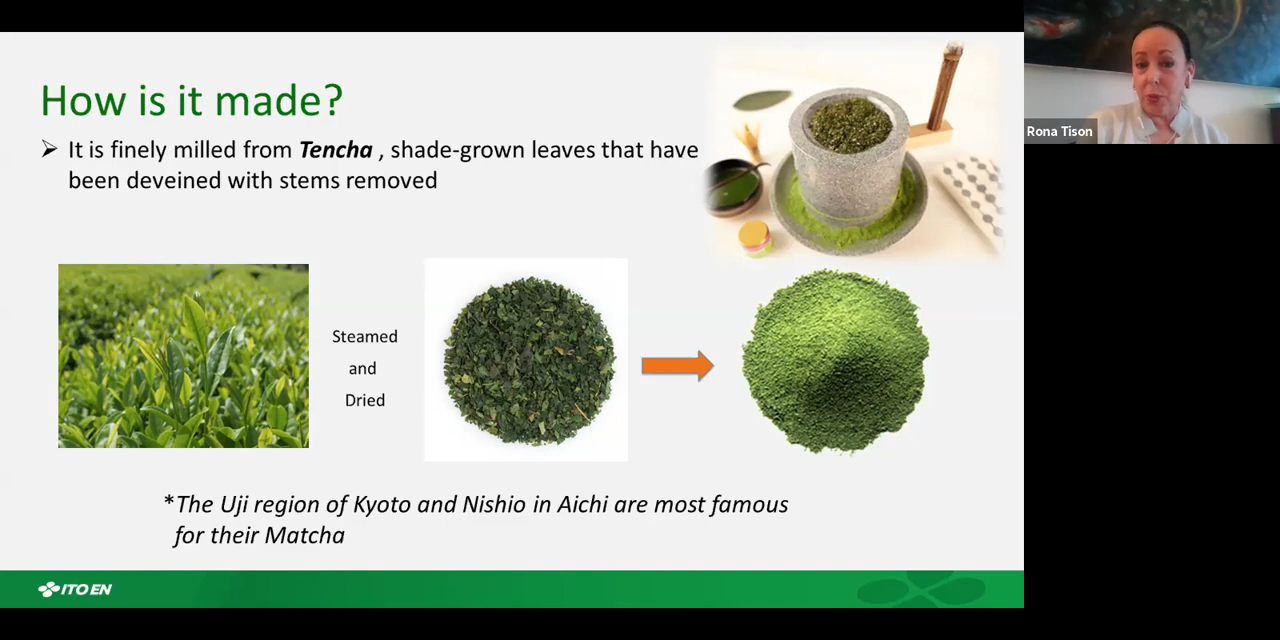 How is it made?
It is finely milled from Tencha , shade-grown leaves that have
been deveined with stems removed
Steamed
and
Dried
*The Uji region of Kyoto and Nishio in Aichi are most famous
for their Matcha
ITO EN
Rona Tison